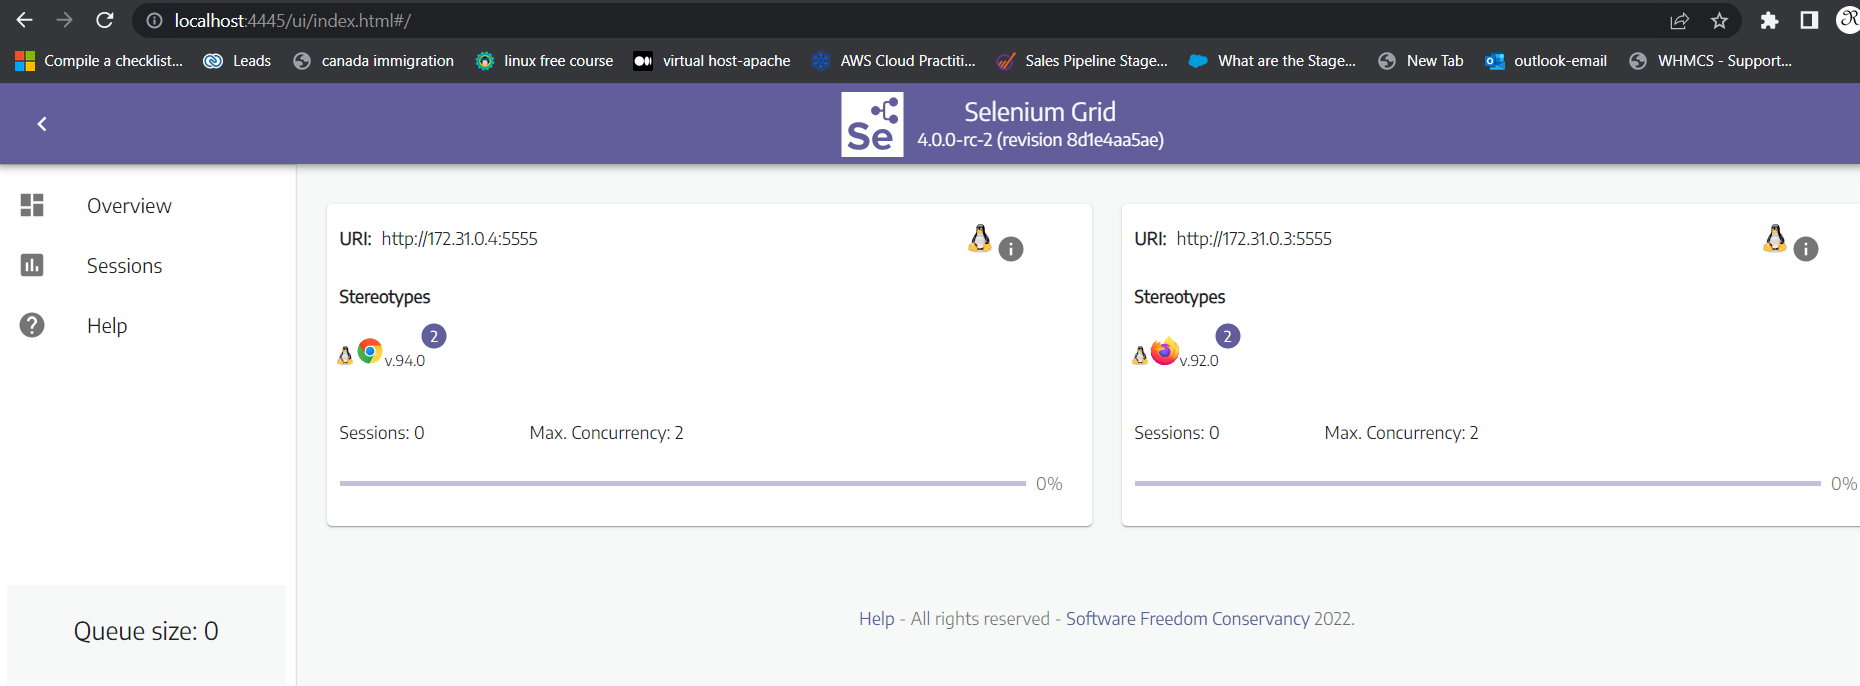 localhost:4445/ui/index.html#/
Compile a checklist... Leads canada immigration linux free course virtual host-apache AWS Cloud Practiti... Sales Pipeline Stage... What are the Stage... New Tab outlook-email WHMCS - Support...
Se
Selenium Grid
4.0.0-rc-2 (revision 8d1e4aa5ae)
Overview
Sessions
Help
Queue size: 0
URI: http://172.31.0.4:5555
Stereotypes
2
v.94.0
Sessions: 0 Max. Concurrency: 2
0%
URI: http://172.31.0.3:5555
Stereotypes
2
v.92.0
Sessions: 0 Max. Concurrency: 2
0%
Help - All rights reserved - Software Freedom Conservancy 2022.